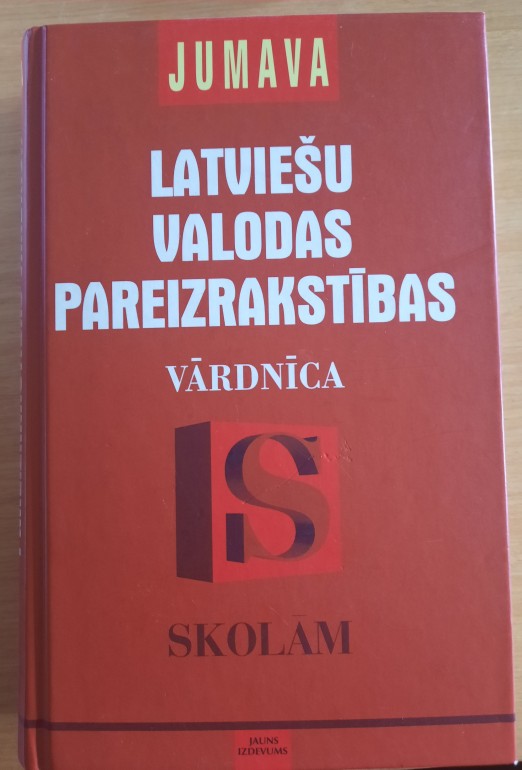 JUMAVA
LATVIEŠU
VALODAS
PAREIZRAKSTĪBAS
VĀRDNĪCA
S
SKOLĀM
JAUNS
IZDEVUMS